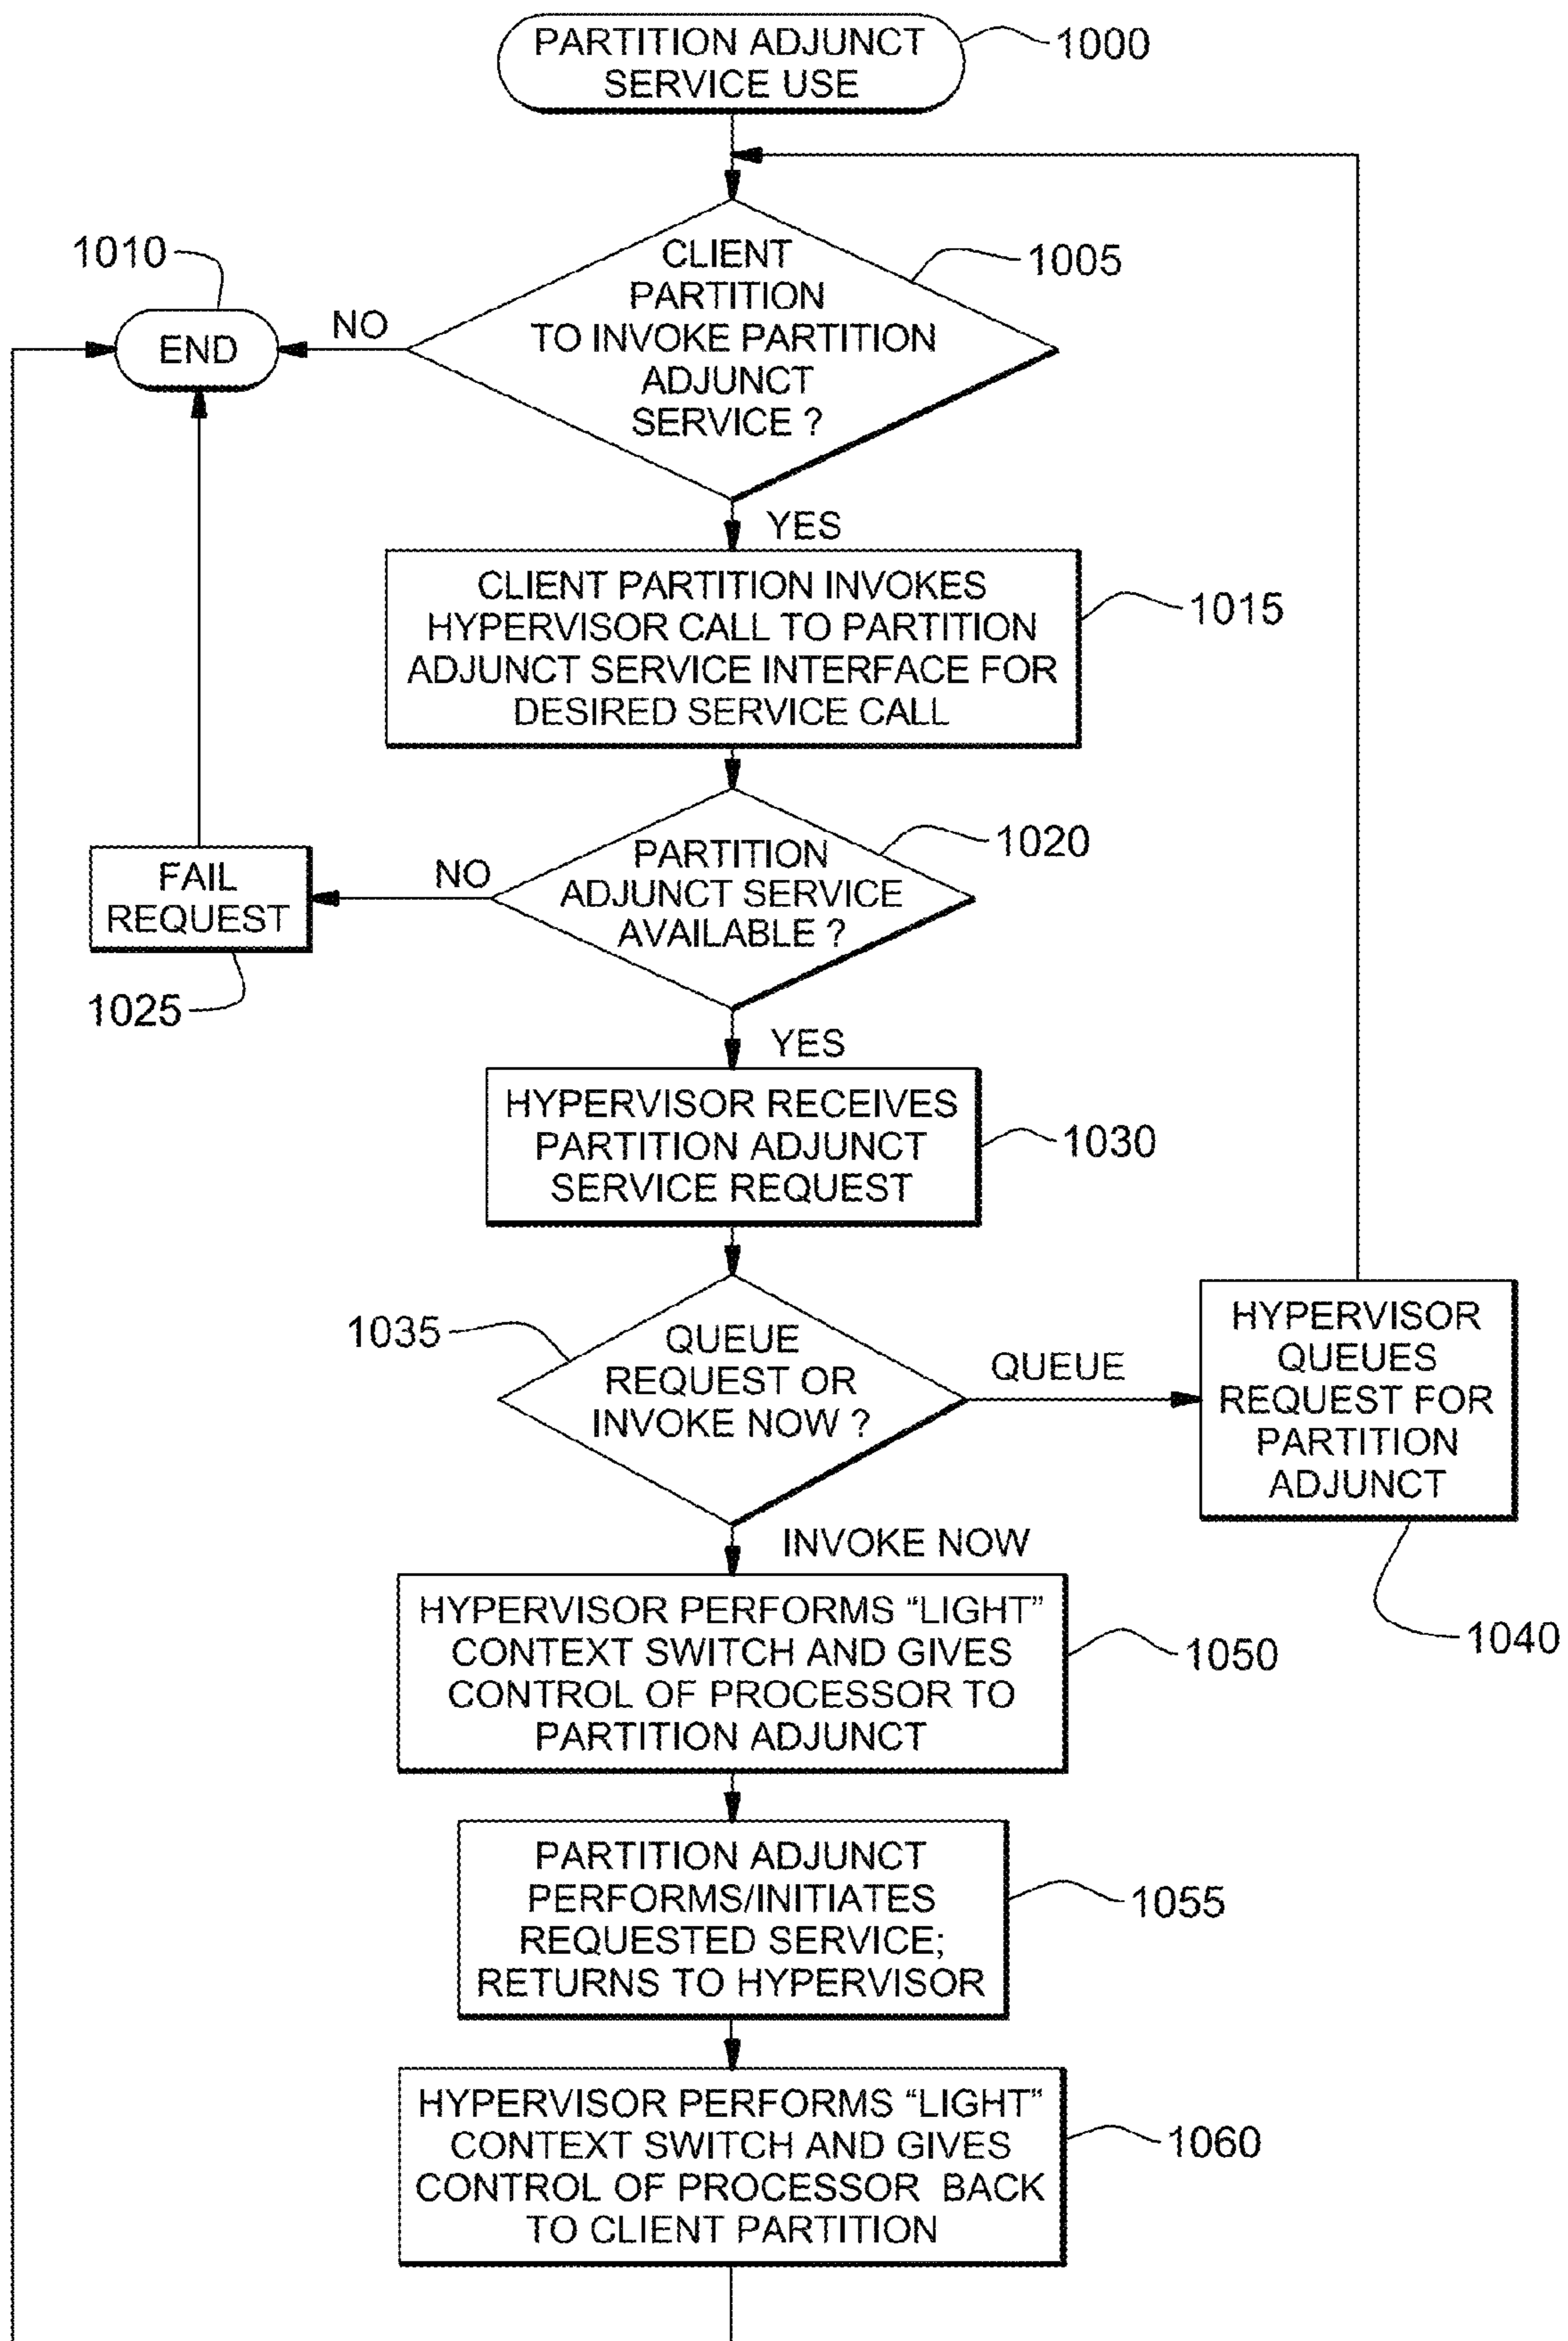 PARTITION ADJUNCT
SERVICE USE
1000
CLIENT
PARTITION
TO INVOKE PARTITION
ADJUNCT
SERVICE ?
1005
1010
END
NO
YES
CLIENT PARTITION INVOKES
HYPERVISOR CALL TO PARTITION
ADJUNCT SERVICE INTERFACE FOR
DESIRED SERVICE CALL
1015
PARTITION
ADJUNCT SERVICE
AVAILABLE ?
1020
NO
FAIL
REQUEST
1025
YES
HYPERVISOR RECEIVES
PARTITION ADJUNCT
SERVICE REQUEST
1030
QUEUE
REQUEST OR
INVOKE NOW ?
1035
QUEUE
HYPERVISOR
QUEUES
REQUEST FOR
PARTITION
ADJUNCT
1040
INVOKE NOW
HYPERVISOR PERFORMS “LIGHT”
CONTEXT SWITCH AND GIVES
CONTROL OF PROCESSOR TO
PARTITION ADJUNCT
1050
PARTITION ADJUNCT
PERFORMS/INITIATES
REQUESTED SERVICE;
RETURNS TO HYPERVISOR
1055
HYPERVISOR PERFORMS “LIGHT”
CONTEXT SWITCH AND GIVES
CONTROL OF PROCESSOR BACK
TO CLIENT PARTITION
1060